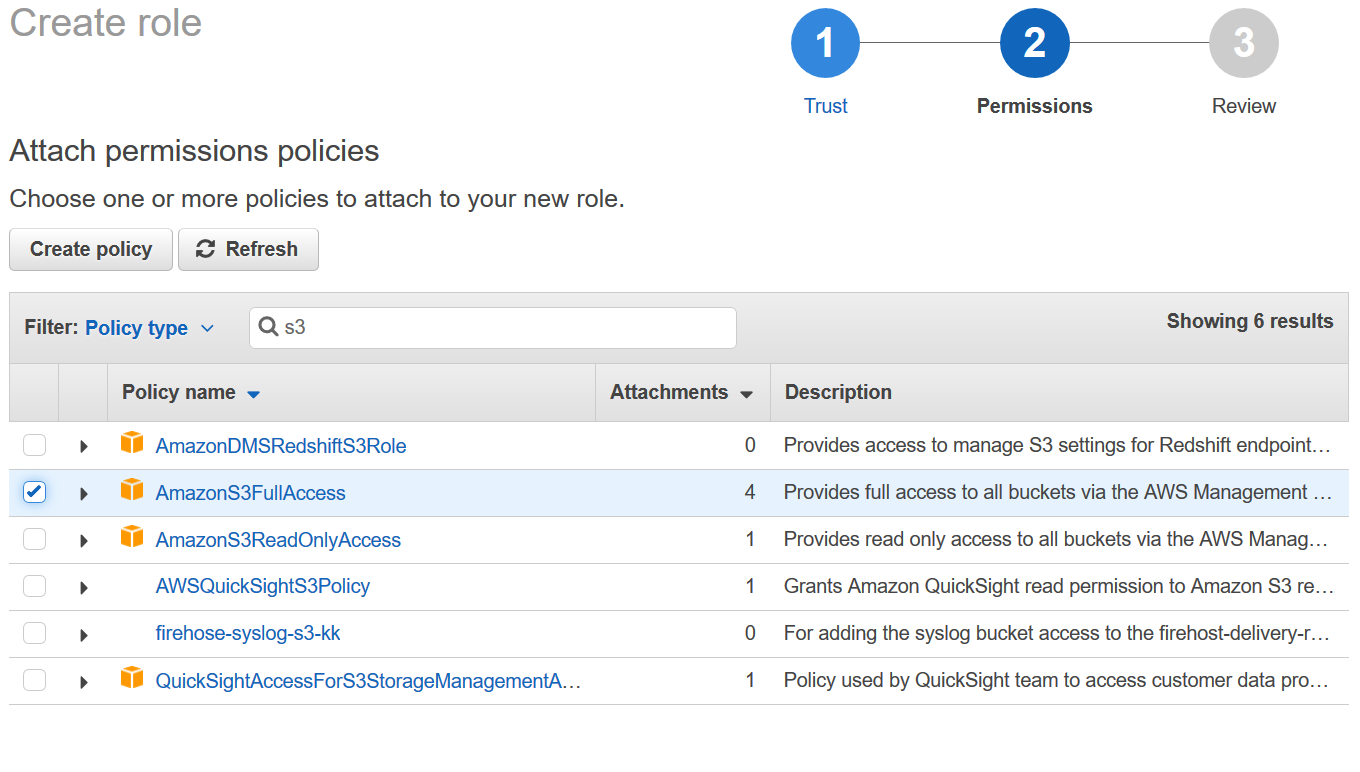 Create role
1
2
3
Trust
Permissions
Review
Attach permissions policies
Choose one or more policies to attach to your new role.
Create policy
Refresh
Filter: Policy type
s3
Showing 6 results
Policy name
Attachments
Description
AmazonDMSRedshiftS3Role 0 Provides access to manage S3 settings for Redshift endpoint…
AmazonS3FullAccess 4 Provides full access to all buckets via the AWS Management …
AmazonS3ReadOnlyAccess 1 Provides read only access to all buckets via the AWS Manag…
AWSQuickSightS3Policy 1 Grants Amazon QuickSight read permission to Amazon S3 re…
firehose-syslog-s3-kk 0 For adding the syslog bucket access to the firehost-delivery-r…
QuickSightAccessForS3StorageManagementA… 1 Policy used by QuickSight team to access customer data pro…